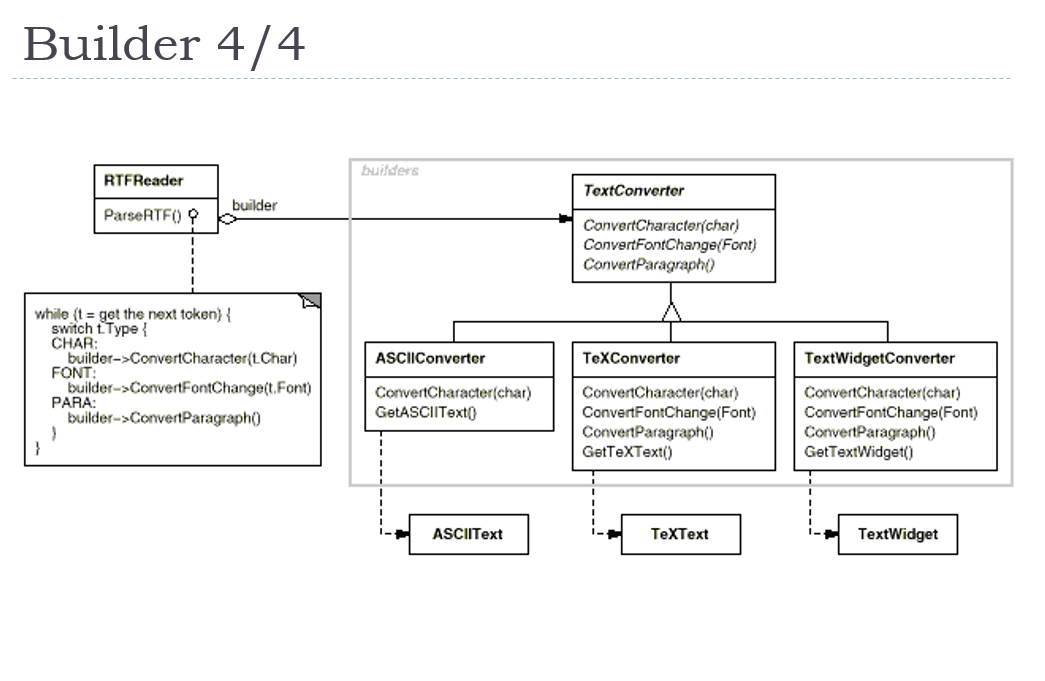 Builder 4/4
builders
RTFReader
ParseRTF()
builder
TextConverter
ConvertCharacter(char)
ConvertFontChange(Font)
ConvertParagraph()
while (t = get the next token) {
switch t.Type {
CHAR:
builder->ConvertCharacter(t.Char)
FONT:
builder->ConvertFontChange(t.Font)
PARA:
builder->ConvertParagraph()
}
}
ASCIIConverter
ConvertCharacter(char)
GetASCIIText()
TeXConverter
ConvertCharacter(char)
ConvertFontChange(Font)
ConvertParagraph()
GetTeXText()
TextWidgetConverter
ConvertCharacter(char)
ConvertFontChange(Font)
ConvertParagraph()
GetTextWidget()
ASCIIText
TeXText
TextWidget